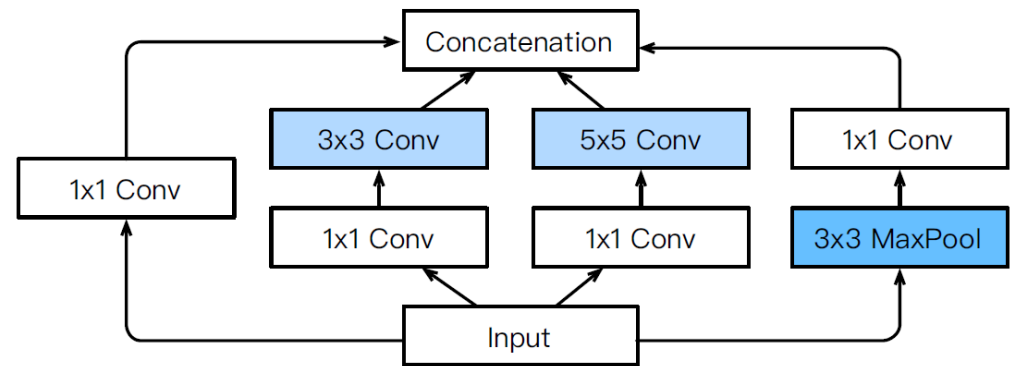 Concatenation
3x3 Conv
5x5 Conv
1x1 Conv
1x1 Conv
1x1 Conv
1x1 Conv
3x3 MaxPool
Input